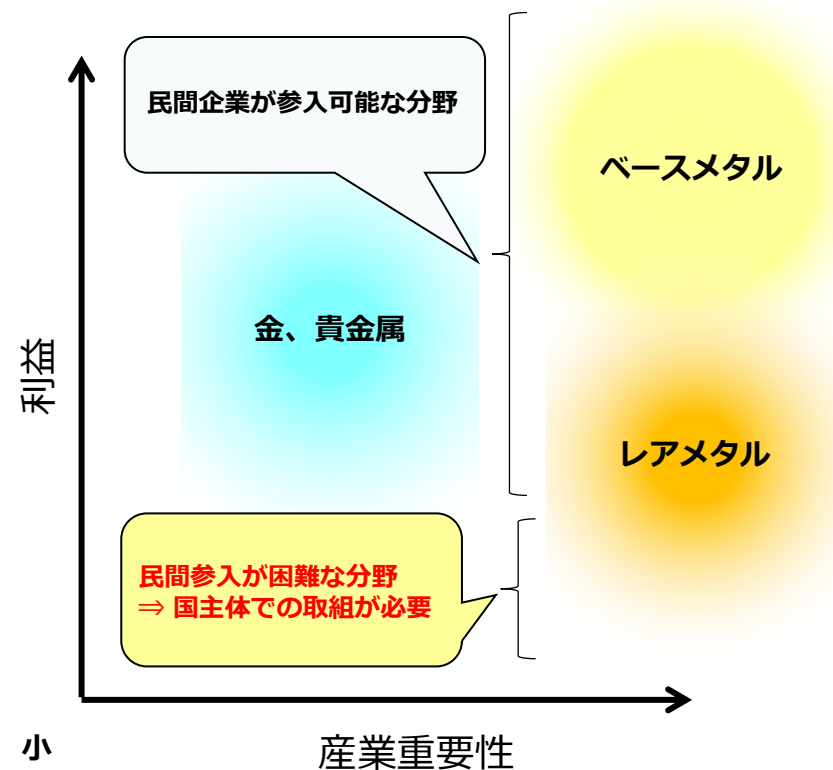 民間企業が参入可能な分野
ベースメタル
金、貴金属
利益
レアメタル
民間参入が困難な分野
⇒ 国主体での取組が必要
小
産業重要性